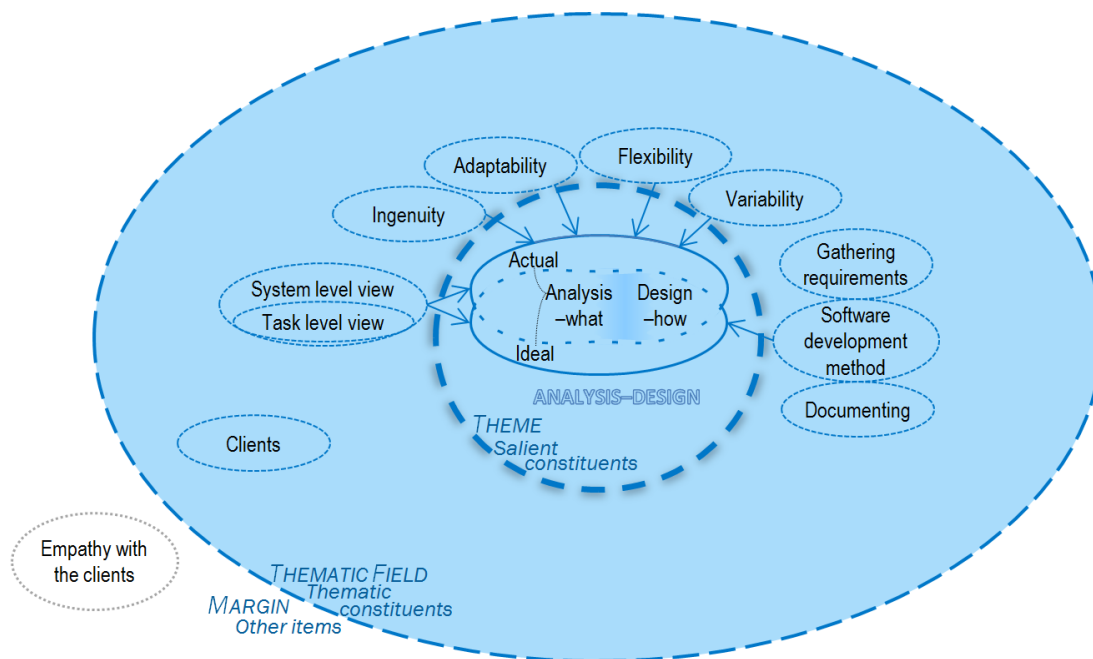 Flexibility
Adaptability
Variability
Ingenuity
Gathering
requirements
Actual
System level view
Analysis
–what
Design
–how
Task level view
Software
development
method
Ideal
ANALYSIS–DESIGN
Documenting
THEME
Salient
constituents
Clients
Empathy with
the clients
THEMATIC FIELD
Thematic
constituents
MARGIN
Other items